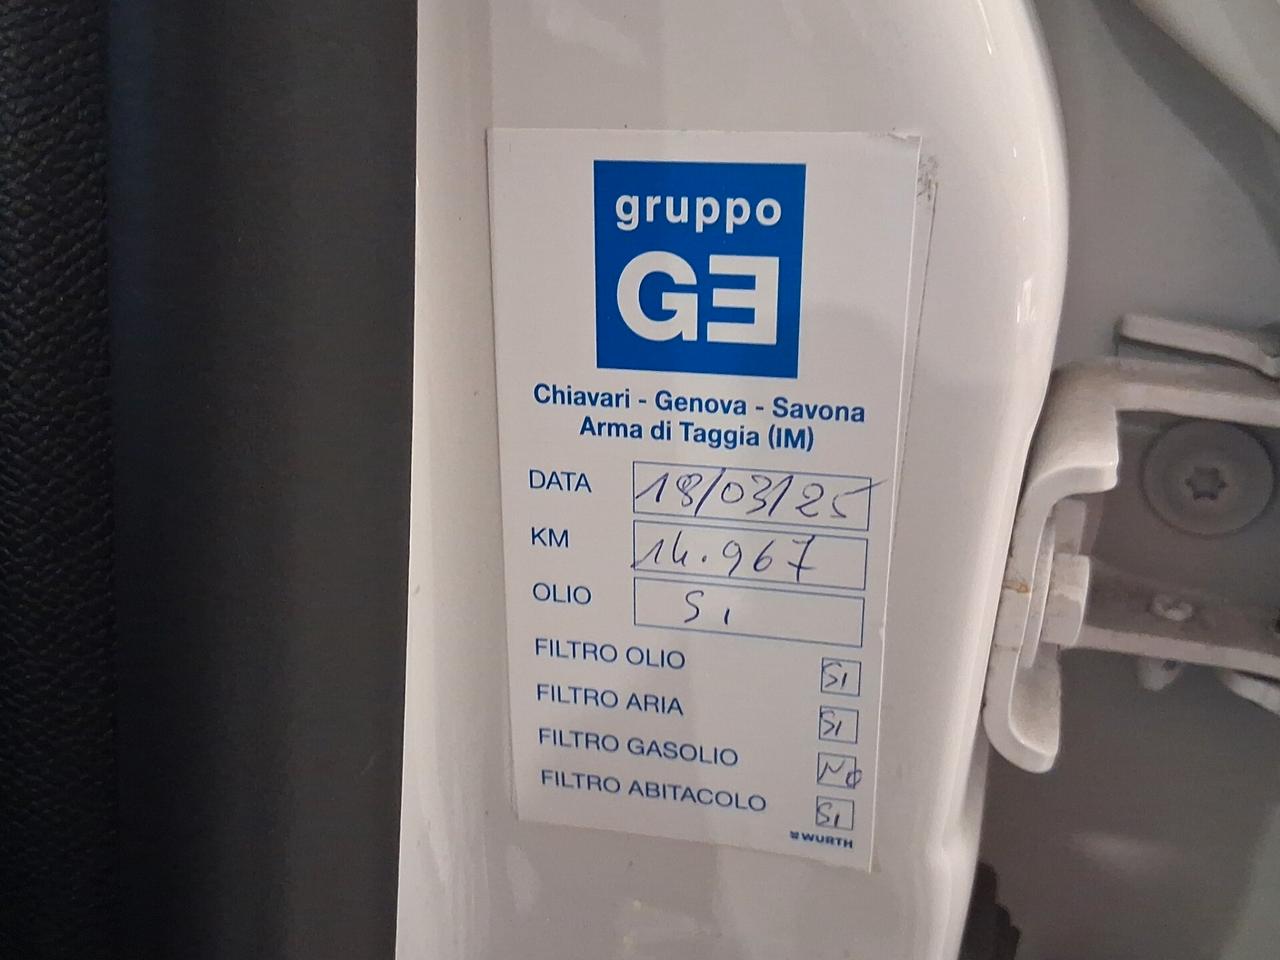 gruppo
GE
Chiavari - Genova - Savona
Arma di Taggia (IM)
DATA 18/03/25
KM 14.967
OLIO SI
FILTRO OLIO SI
FILTRO ARIA SI
FILTRO GASOLIO NO
FILTRO ABITACOLO SI
WURTH